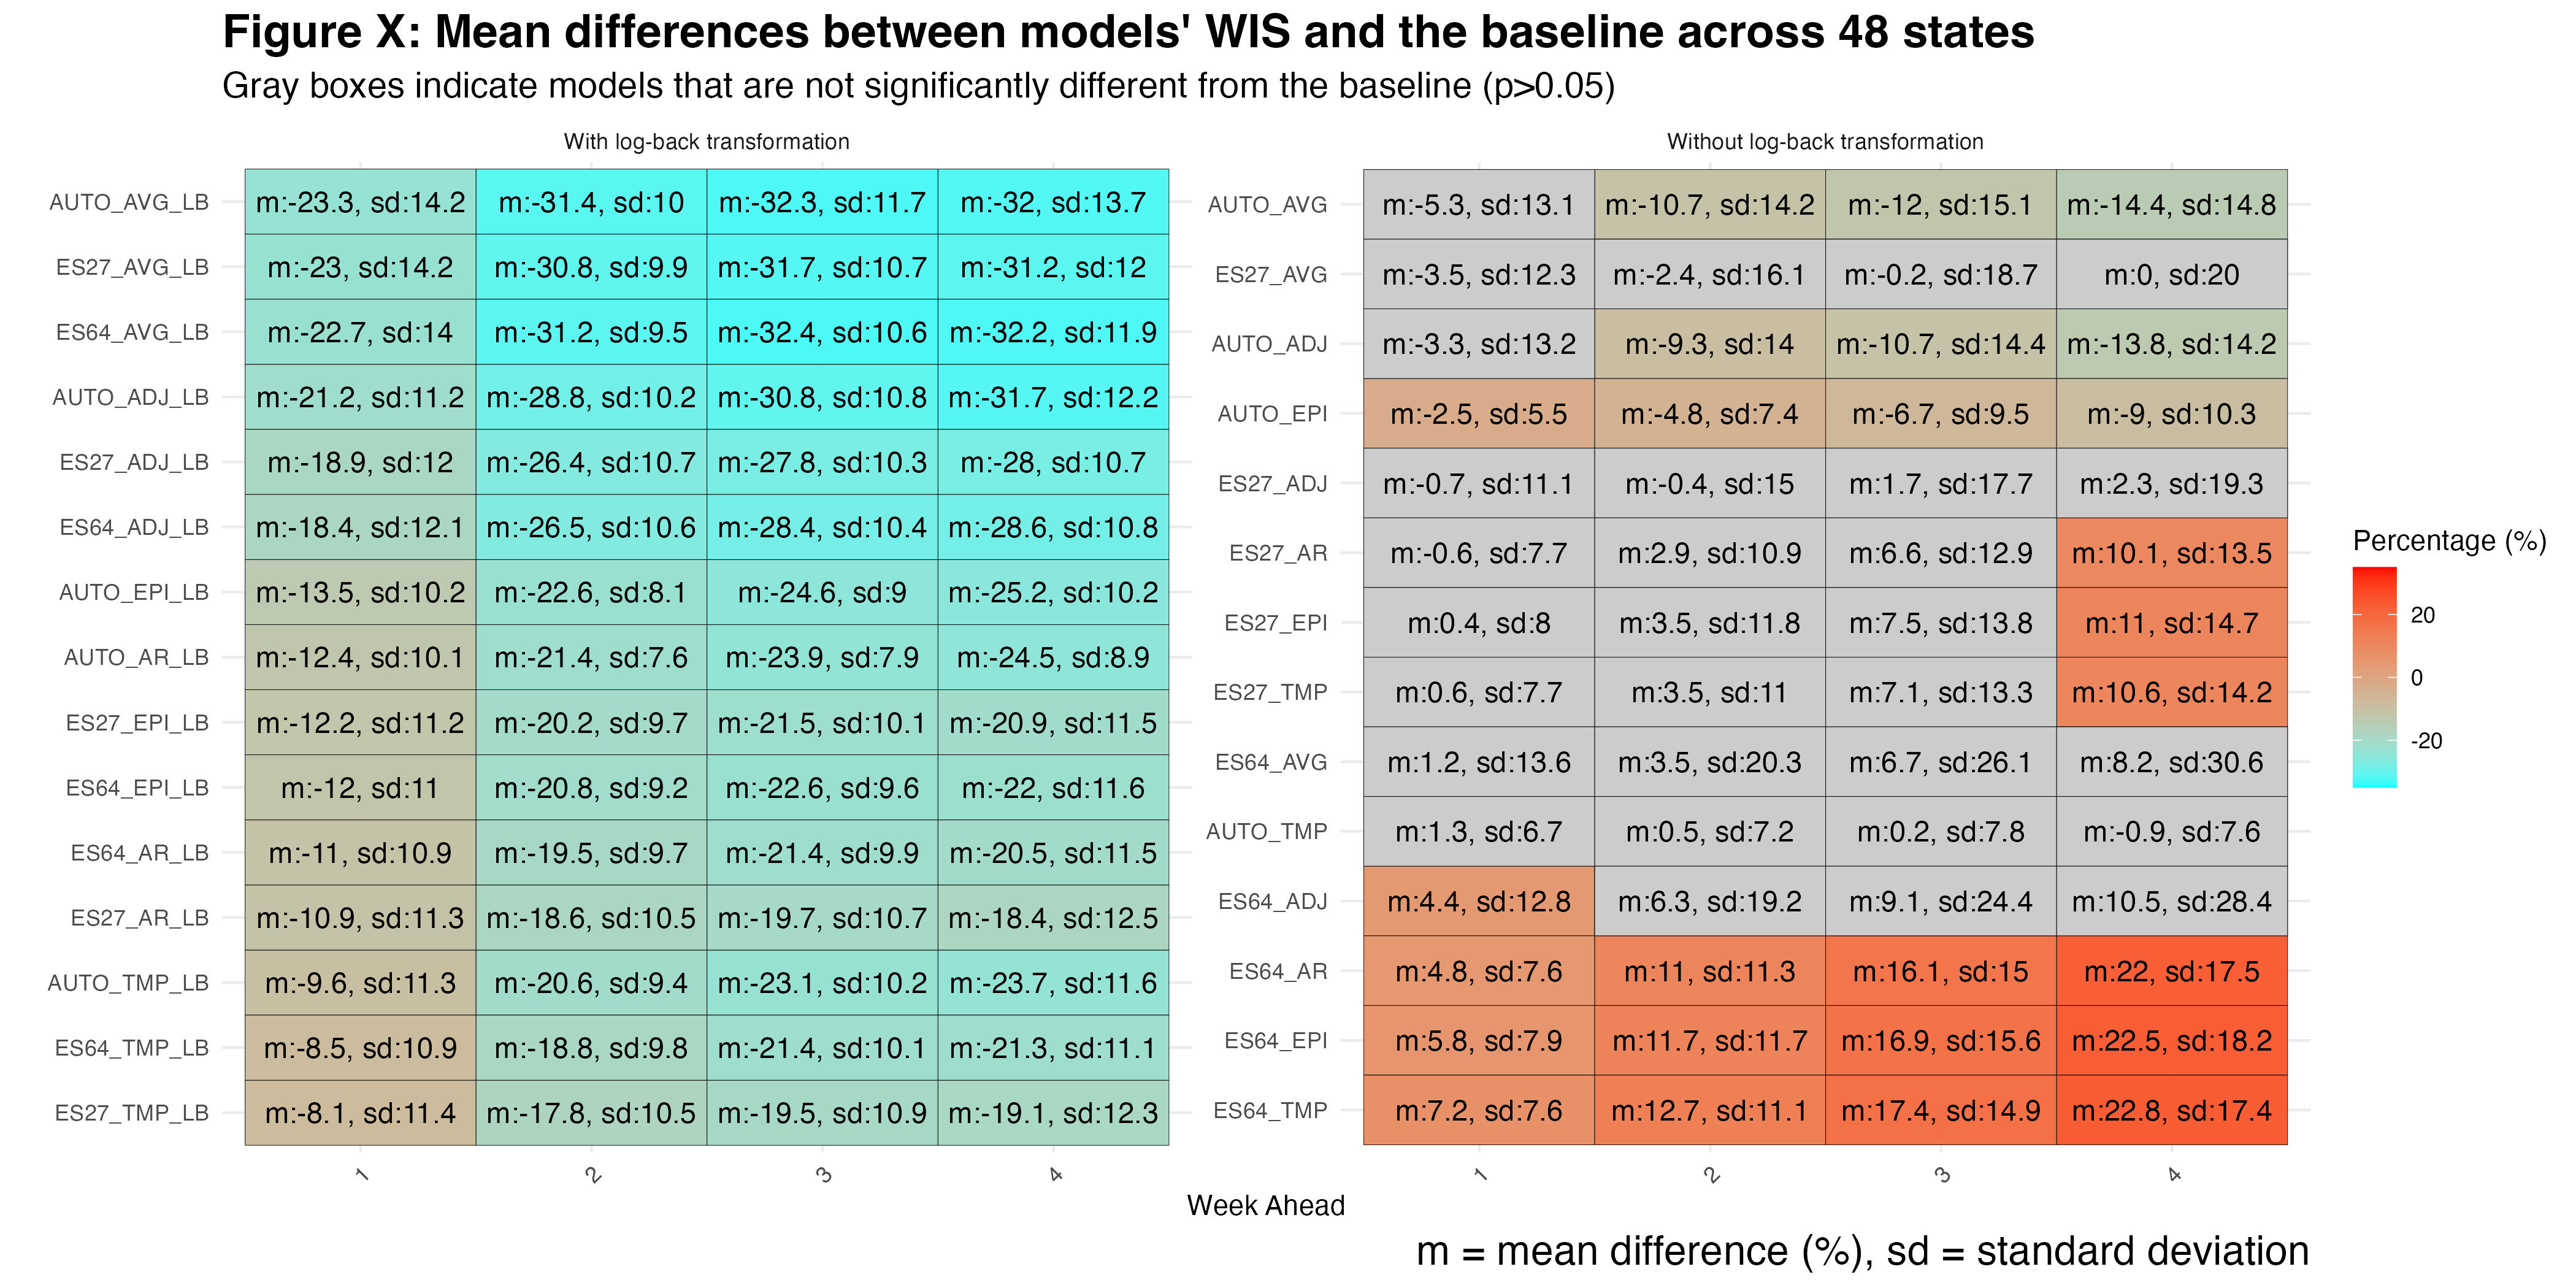 Figure X: Mean differences between models' WIS and the baseline across 48 states
Gray boxes indicate models that are not significantly different from the baseline (p>0.05)
With log-back transformation
AUTO_AVG_LB m:-23.3, sd:14.2 m:-31.4, sd:10 m:-32.3, sd:11.7 m:-32, sd:13.7
ES27_AVG_LB m:-23, sd:14.2 m:-30.8, sd:9.9 m:-31.7, sd:10.7 m:-31.2, sd:12
ES64_AVG_LB m:-22.7, sd:14 m:-31.2, sd:9.5 m:-32.4, sd:10.6 m:-32.2, sd:11.9
AUTO_ADJ_LB m:-21.2, sd:11.2 m:-28.8, sd:10.2 m:-30.8, sd:10.8 m:-31.7, sd:12.2
ES27_ADJ_LB m:-18.9, sd:12 m:-26.4, sd:10.7 m:-27.8, sd:10.3 m:-28, sd:10.7
ES64_ADJ_LB m:-18.4, sd:12.1 m:-26.5, sd:10.6 m:-28.4, sd:10.4 m:-28.6, sd:10.8
AUTO_EPI_LB m:-13.5, sd:10.2 m:-22.6, sd:8.1 m:-24.6, sd:9 m:-25.2, sd:10.2
AUTO_AR_LB m:-12.4, sd:10.1 m:-21.4, sd:7.6 m:-23.9, sd:7.9 m:-24.5, sd:8.9
ES27_EPI_LB m:-12.2, sd:11.2 m:-20.2, sd:9.7 m:-21.5, sd:10.1 m:-20.9, sd:11.5
ES64_EPI_LB m:-12, sd:11 m:-20.8, sd:9.2 m:-22.6, sd:9.6 m:-22, sd:11.6
ES64_AR_LB m:-11, sd:10.9 m:-19.5, sd:9.7 m:-21.4, sd:9.9 m:-20.5, sd:11.5
ES27_AR_LB m:-10.9, sd:11.3 m:-18.6, sd:10.5 m:-19.7, sd:10.7 m:-18.4, sd:12.5
AUTO_TMP_LB m:-9.6, sd:11.3 m:-20.6, sd:9.4 m:-23.1, sd:10.2 m:-23.7, sd:11.6
ES64_TMP_LB m:-8.5, sd:10.9 m:-18.8, sd:9.8 m:-21.4, sd:10.1 m:-21.3, sd:11.1
ES27_TMP_LB m:-8.1, sd:11.4 m:-17.8, sd:10.5 m:-19.5, sd:10.9 m:-19.1, sd:12.3
1 2 3 4
Without log-back transformation
AUTO_AVG m:-5.3, sd:13.1 m:-10.7, sd:14.2 m:-12, sd:15.1 m:-14.4, sd:14.8
ES27_AVG m:-3.5, sd:12.3 m:-2.4, sd:16.1 m:-0.2, sd:18.7 m:0, sd:20
AUTO_ADJ m:-3.3, sd:13.2 m:-9.3, sd:14 m:-10.7, sd:14.4 m:-13.8, sd:14.2
AUTO_EPI m:-2.5, sd:5.5 m:-4.8, sd:7.4 m:-6.7, sd:9.5 m:-9, sd:10.3
ES27_ADJ m:-0.7, sd:11.1 m:-0.4, sd:15 m:1.7, sd:17.7 m:2.3, sd:19.3
ES27_AR m:-0.6, sd:7.7 m:2.9, sd:10.9 m:6.6, sd:12.9 m:10.1, sd:13.5
ES27_EPI m:0.4, sd:8 m:3.5, sd:11.8 m:7.5, sd:13.8 m:11, sd:14.7
ES27_TMP m:0.6, sd:7.7 m:3.5, sd:11 m:7.1, sd:13.3 m:10.6, sd:14.2
ES64_AVG m:1.2, sd:13.6 m:3.5, sd:20.3 m:6.7, sd:26.1 m:8.2, sd:30.6
AUTO_TMP m:1.3, sd:6.7 m:0.5, sd:7.2 m:0.2, sd:7.8 m:-0.9, sd:7.6
ES64_ADJ m:4.4, sd:12.8 m:6.3, sd:19.2 m:9.1, sd:24.4 m:10.5, sd:28.4
ES64_AR m:4.8, sd:7.6 m:11, sd:11.3 m:16.1, sd:15 m:22, sd:17.5
ES64_EPI m:5.8, sd:7.9 m:11.7, sd:11.7 m:16.9, sd:15.6 m:22.5, sd:18.2
ES64_TMP m:7.2, sd:7.6 m:12.7, sd:11.1 m:17.4, sd:14.9 m:22.8, sd:17.4
1 2 3 4
Week Ahead
Percentage (%)
20
0
-20
m = mean difference (%), sd = standard deviation